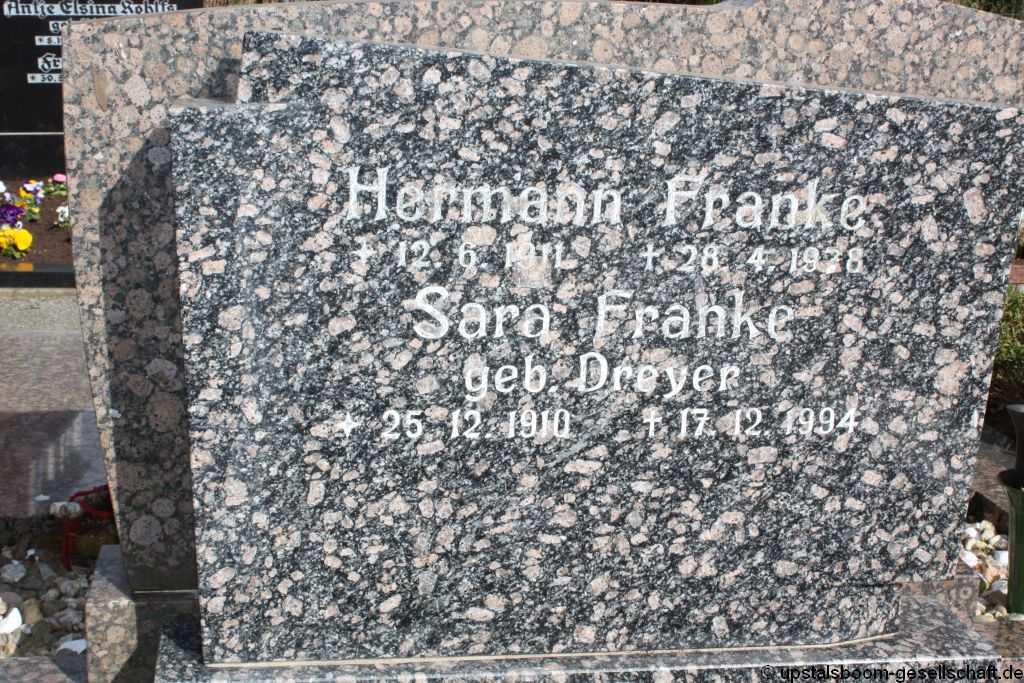 Antje Elsina Rohlfs
Hermann Franke
✦ 12. 6. 1911 ✝ 28. 4. 1978
Sara Franke
geb. Dreyer
✦ 25. 12. 1910 ✝ 17. 12. 1994
© upstalsboom-gesellschaft.de